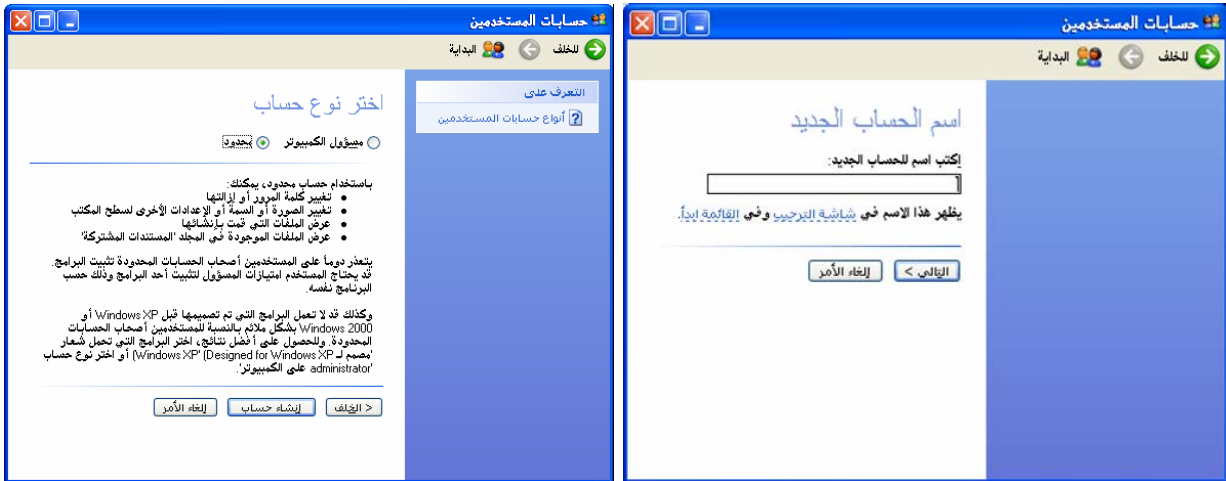 حسابات المستخدمين
للخلف البداية
اسم الحساب الجديد
إكتب اسم للحساب الجديد:
يظهر هذا الاسم في شاشة الترحيب وفي القائمة ابدأ.
التالي > إلغاء الأمر
حسابات المستخدمين
للخلف البداية
التعرف على
أنواع حسابات المستخدمين
اختر نوع حساب
مسؤول الكمبيوتر محدود
باستخدام حساب محدود، يمكنك:
• تغيير كلمة المرور أو إزالتها
• تغيير الصورة أو السمة أو الإعدادات الأخرى لسطح المكتب
• عرض الملفات التي قمت بإنشائها
• عرض الملفات الموجودة في المجلد 'المستندات المشتركة'
يتعذر دوماً على المستخدمين أصحاب الحسابات المحدودة تثبيت البرامج.
قد يحتاج المستخدم امتيازات المسؤول لتثبيت أحد البرامج وذلك حسب
البرنامج نفسه.
وكذلك قد لا تعمل البرامج التي تم تصميمها قبل Windows XP أو
Windows 2000 بشكل ملائم بالنسبة للمستخدمين أصحاب الحسابات
المحدودة. وللحصول على أفضل نتائج، اختر البرامج التي تحمل شعار
'مصمم لـ Windows XP' (Designed for Windows XP) أو اختر نوع حساب
'administrator على الكمبيوتر'.
< الخلف إنشاء حساب إلغاء الأمر